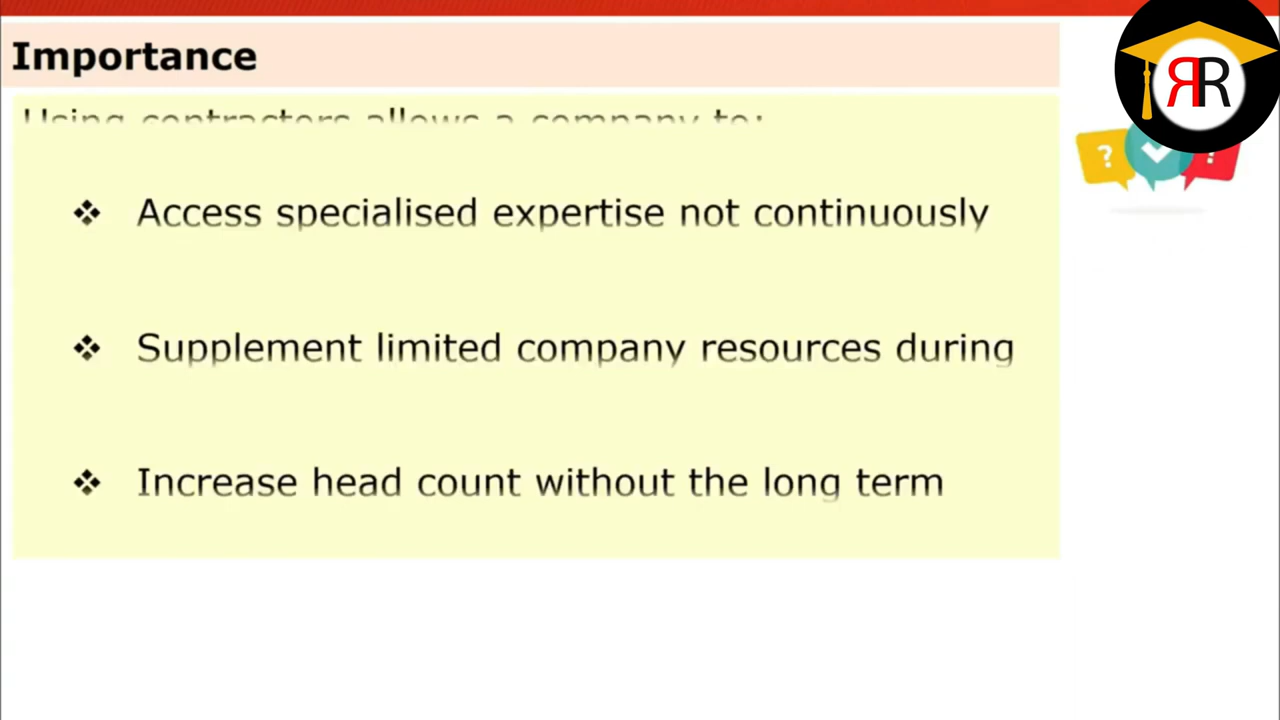 Importance
Using contractors allows a company to:
❖ Access specialised expertise not continuously
❖ Supplement limited company resources during
❖ Increase head count without the long term
RR
?
!